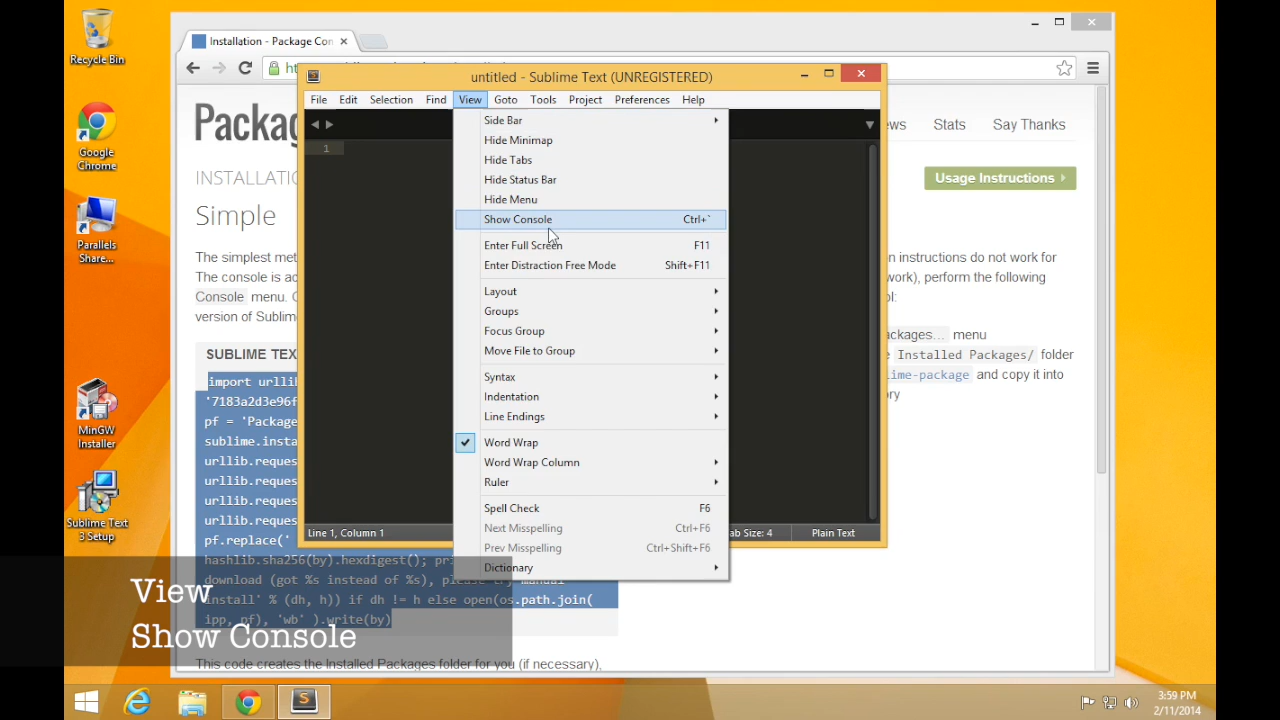 Recycle Bin
Google
Chrome
Parallels
Share...
MinGW
Installer
Sublime Text
3 Setup
Installation - Package Con
untitled - Sublime Text (UNREGISTERED)
File Edit Selection Find View Goto Tools Project Preferences Help
1
Side Bar
Hide Minimap
Hide Tabs
Hide Status Bar
Hide Menu
Show Console Ctrl+`
Enter Full Screen F11
Enter Distraction Free Mode Shift+F11
Layout
Groups
Focus Group
Move File to Group
Syntax
Indentation
Line Endings
Word Wrap
Word Wrap Column
Ruler
Spell Check F6
Next Misspelling Ctrl+F6
Prev Misspelling Ctrl+Shift+F6
Dictionary
Line 1, Column 1
ab Size: 4 Plain Text
Packag
ews Stats Say Thanks
INSTALLATIO
Usage Instructions
Simple
The simplest met
The console is ac
Console menu. O
version of Sublim
n instructions do not work for
work), perform the following
ol:
ackages... menu
e Installed Packages/ folder
ime-package and copy it into
ory
SUBLIME TEX
import urllib
'7183a2d3e96f
pf = 'Package
sublime.insta
urllib.reques
urllib.reques
urllib.reques
urllib.reques
pf.replace('
hashlib.sha256(by).hexdigest(); pri
download (got %s instead of %s), please try manual
install' % (dh, h)) if dh != h else open(os.path.join(
ipp, pf), 'wb' ).write(by)
This code creates the Installed Packages folder for you (if necessary),
View
Show Console
3:59 PM
2/11/2014